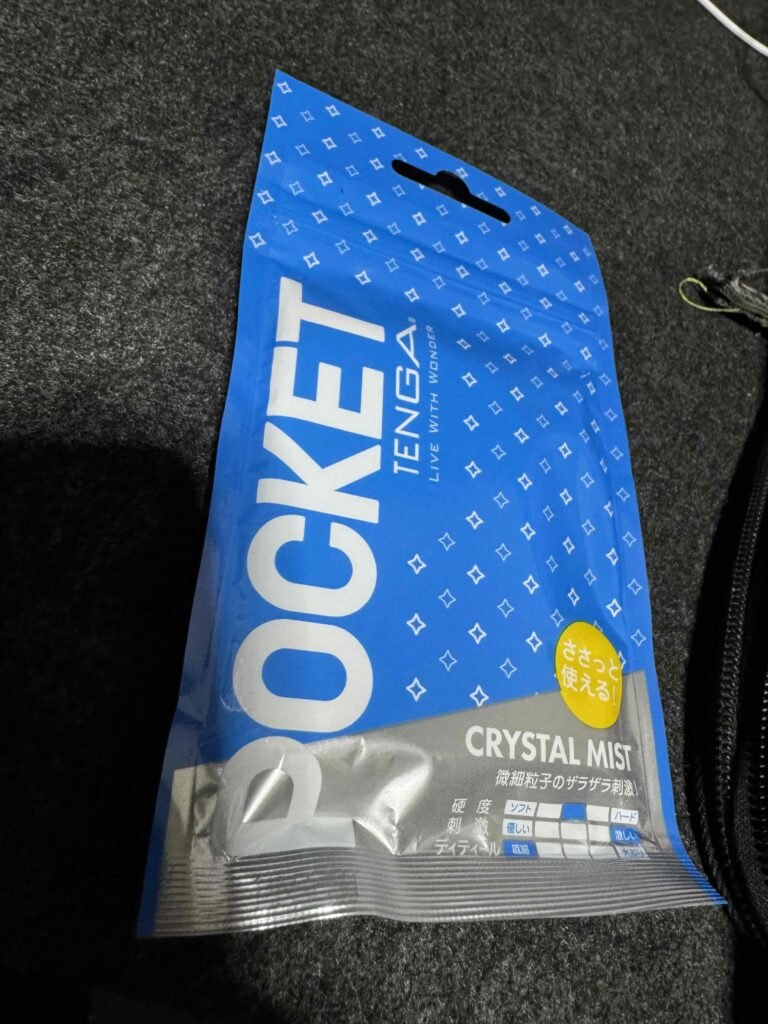 POCKET
TENGA®
LIVE WITH WONDER
ささっと
使える!
CRYSTAL MIST
微細粒子のザラザラ刺激!
硬度 ソフト ハード
刺激 優しい 激しい
ディティール 繊細